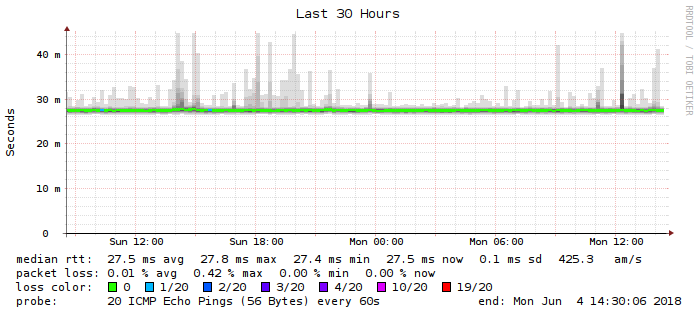 Last 30 Hours
RRDTOOL / TOBI OETIKER
Seconds
40 m
30 m
20 m
10 m
0
Sun 12:00 Sun 18:00 Mon 00:00 Mon 06:00 Mon 12:00
median rtt: 27.5 ms avg 27.8 ms max 27.4 ms min 27.5 ms now 0.1 ms sd 425.3 am/s
packet loss: 0.01 % avg 0.42 % max 0.00 % min 0.00 % now
loss color: 0 1/20 2/20 3/20 4/20 10/20 19/20
probe: 20 ICMP Echo Pings (56 Bytes) every 60s end: Mon Jun 4 14:30:06 2018